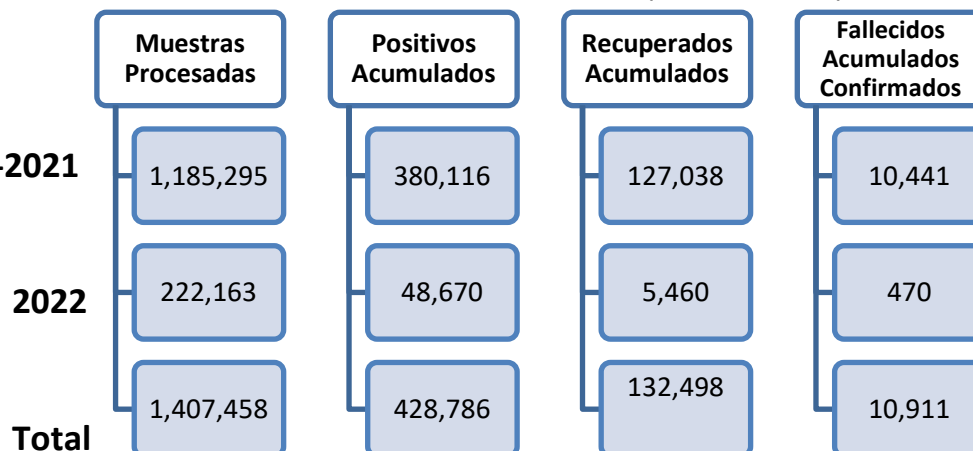 Muestras
Procesadas
Positivos
Acumulados
Recuperados
Acumulados
Fallecidos
Acumulados
Confirmados
-2021
1,185,295
380,116
127,038
10,441
2022
222,163
48,670
5,460
470
Total
1,407,458
428,786
132,498
10,911